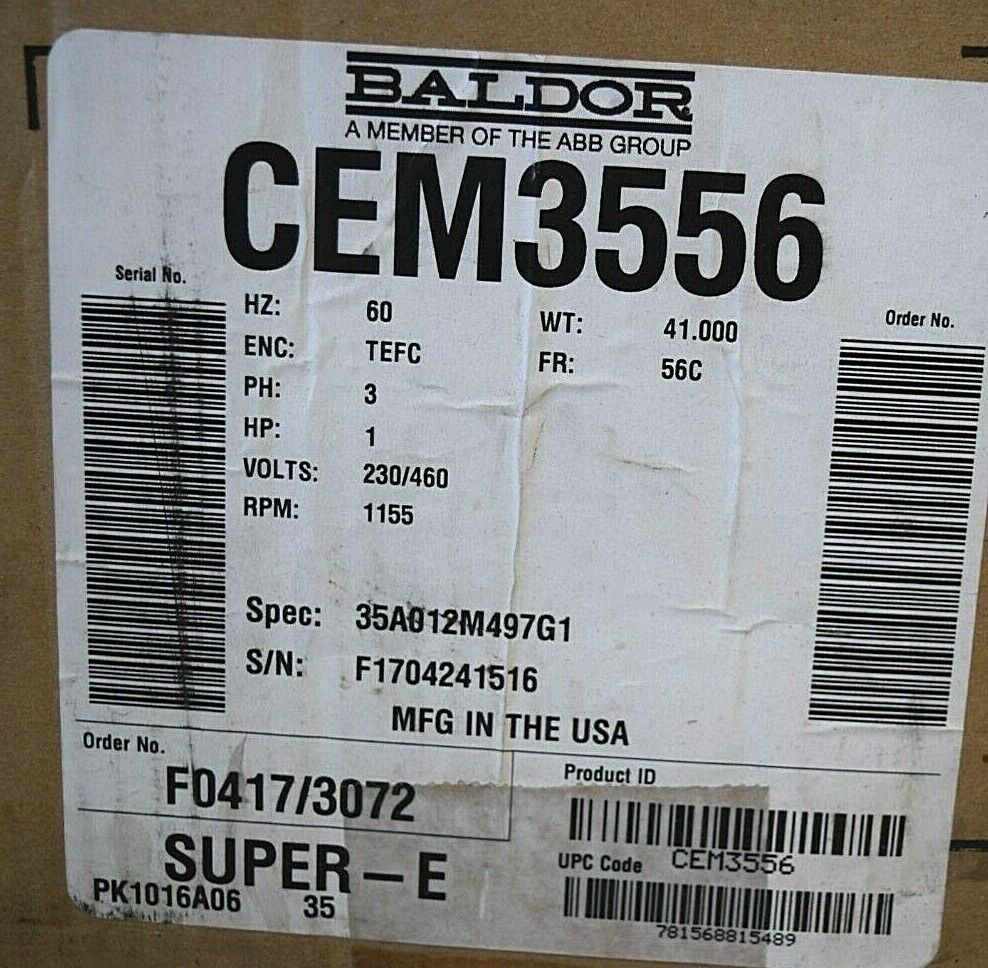 BALDOR
A MEMBER OF THE ABB GROUP
CEM3556
Serial No.
Order No.
HZ: 60 WT: 41.000
ENC: TEFC FR: 56C
PH: 3
HP: 1
VOLTS: 230/460
RPM: 1155
Spec: 35A012M497G1
S/N: F1704241516
MFG IN THE USA
Order No.
F0417/3072
SUPER-E
PK1016A06 35
Product ID
UPC Code CEM3556
781568815489